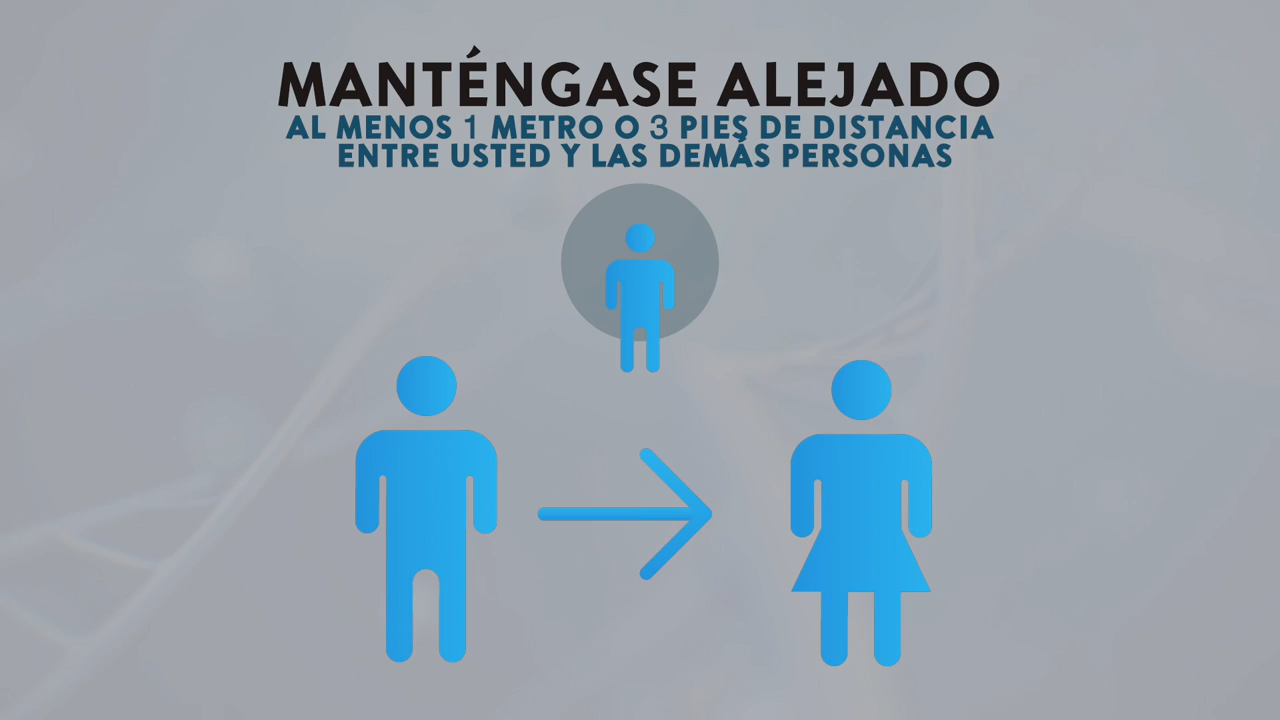 MANTÉNGASE ALEJADO
AL MENOS 1 METRO O 3 PIES DE DISTANCIA
ENTRE USTED Y LAS DEMÁS PERSONAS